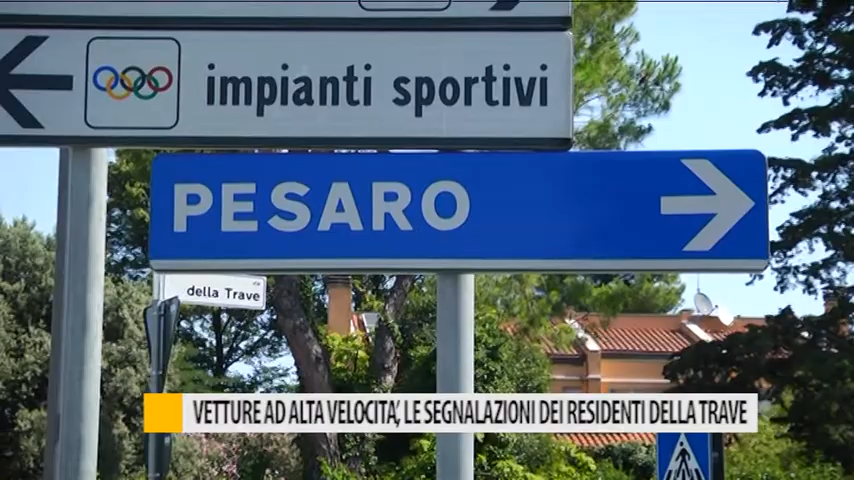 impianti sportivi
PESARO
della Trave
VETTURE AD ALTA VELOCITA', LE SEGNALAZIONI DEI RESIDENTI DELLA TRAVE